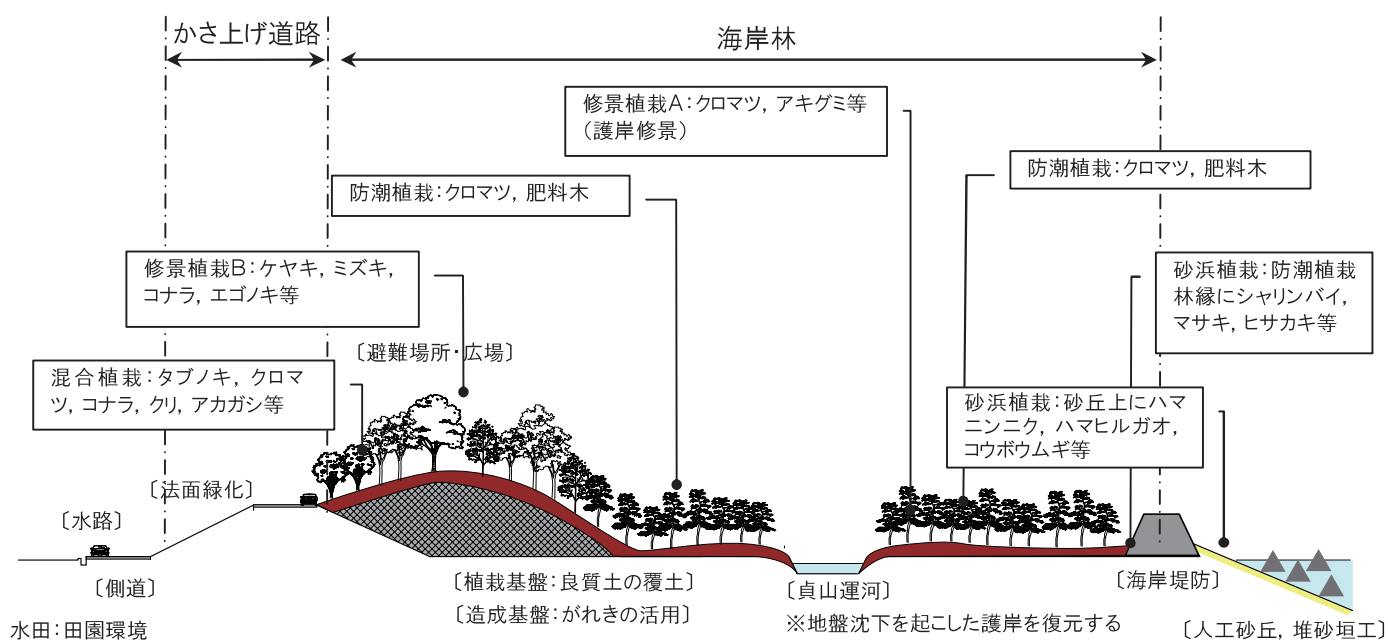 かさ上げ道路
海岸林
修景植栽A:クロマツ, アキグミ等
(護岸修景)
防潮植栽:クロマツ, 肥料木
防潮植栽:クロマツ, 肥料木
修景植栽B:ケヤキ, ミズキ,
コナラ, エゴノキ等
砂浜植栽:防潮植栽
林縁にシャリンバイ,
マサキ, ヒサカキ等
〔避難場所・広場〕
混合植栽:タブノキ, クロマ
ツ, コナラ, クリ, アカガシ等
砂浜植栽:砂丘上にハマ
ニンニク, ハマヒルガオ,
コウボウムギ等
〔法面緑化〕
〔水路〕
〔側道〕
〔植栽基盤:良質土の覆土〕
〔造成基盤:がれきの活用〕
〔貞山運河〕
※地盤沈下を起こした護岸を復元する
〔海岸堤防〕
水田:田園環境
〔人工砂丘, 堆砂垣工〕